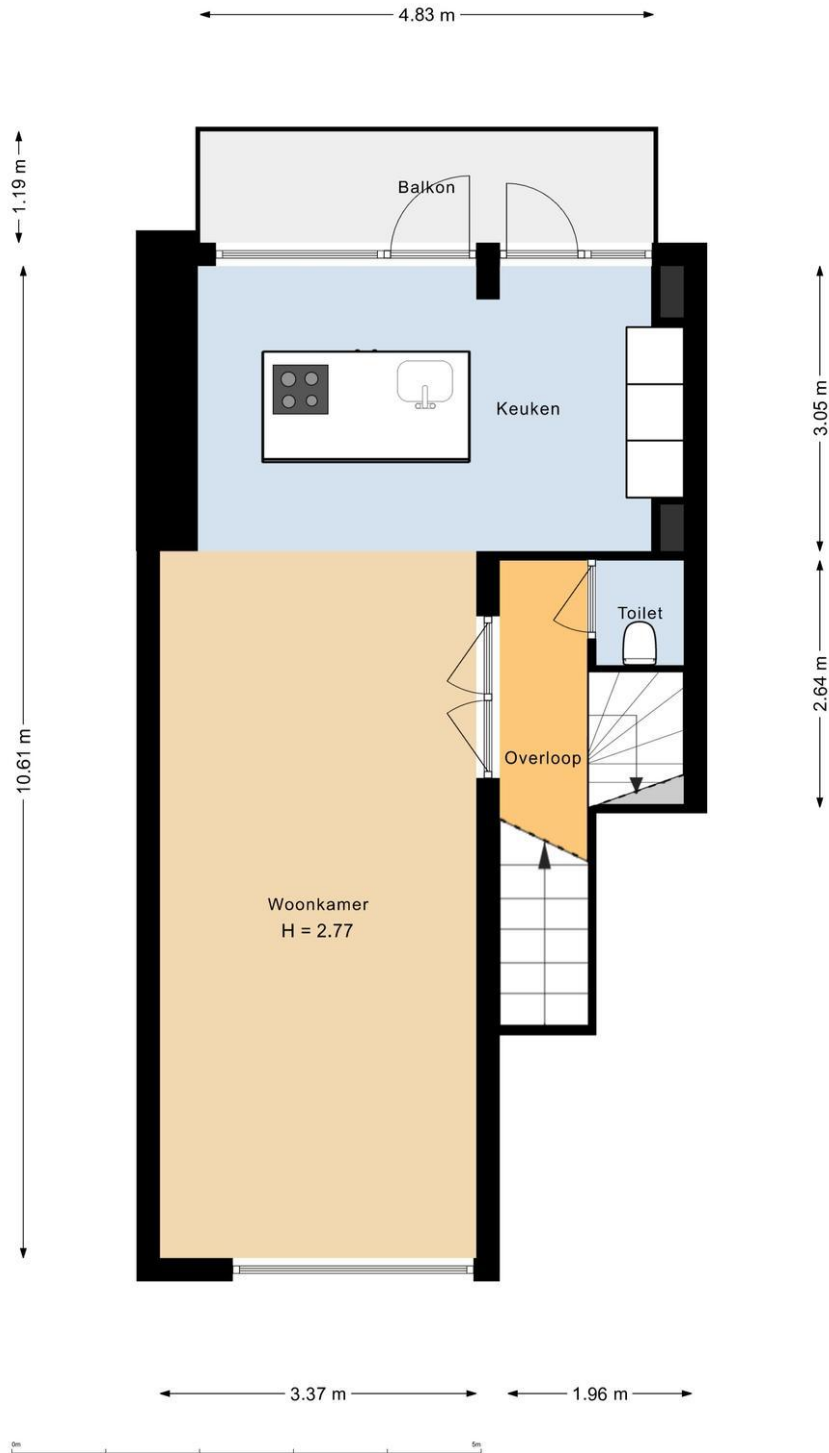 4.83 m
1.19 m
Balkon
Keuken
3.05 m
Toilet
2.64 m
10.61 m
Overloop
Woonkamer
H = 2.77
3.37 m
1.96 m
0m
5m